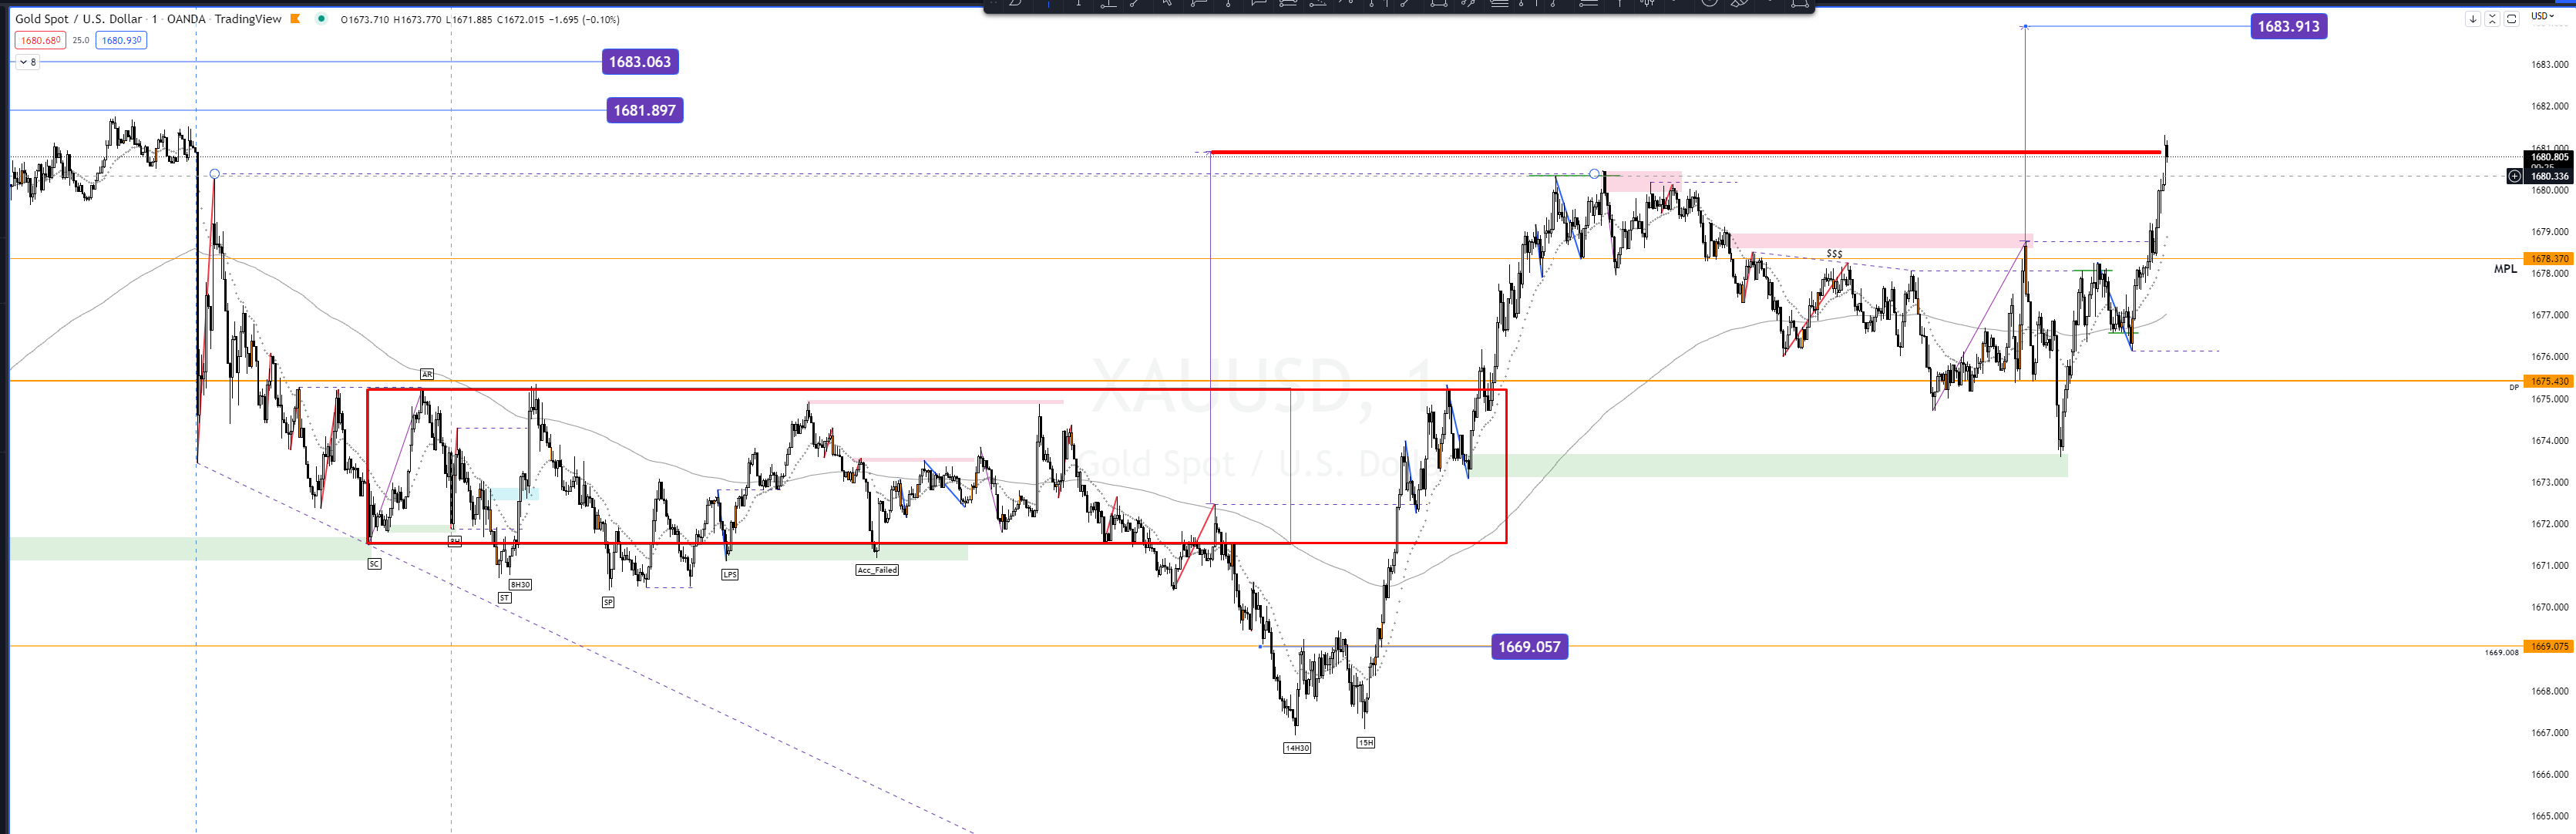 Gold Spot / U.S. Dollar · 1 · OANDA · TradingView O1673.710 H1673.770 L1671.885 C1672.015 −1.695 (−0.10%)
USD
1680.680 25.0 1680.930
8
1683.913
1683.063
1681.897
1683.000
1682.000
1681.000
1680.805
1680.336
1680.000
1679.000
$$$
1678.370
MPL
1678.000
1677.000
1676.000
XAUUSD, 1
Gold Spot / U.S. Do
1675.430
DP
1675.000
1674.000
1673.000
1672.000
1671.000
1670.000
AR
SC
8H30
ST
SP
LPS
Acc_Failed
1669.057
1669.075
1669.008
1668.000
1667.000
14H30
15H
1666.000
1665.000